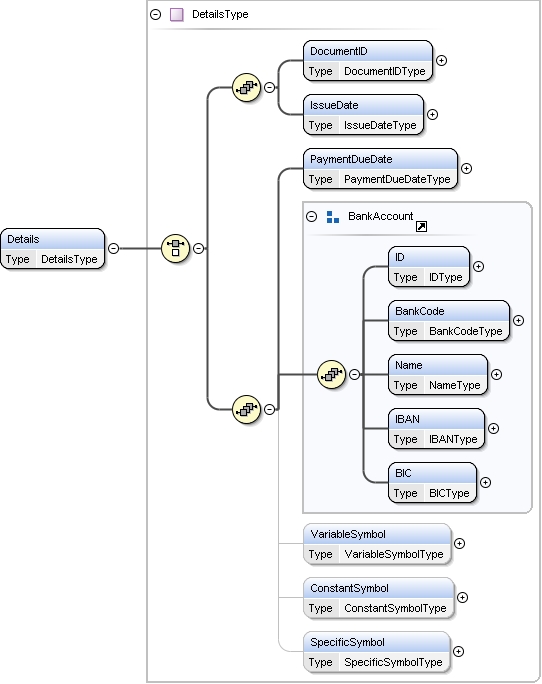 DetailsType
DocumentID
Type DocumentIDType
IssueDate
Type IssueDateType
PaymentDueDate
Type PaymentDueDateType
BankAccount
Details
Type DetailsType
ID
Type IDType
BankCode
Type BankCodeType
Name
Type NameType
IBAN
Type IBANType
BIC
Type BICType
VariableSymbol
Type VariableSymbolType
ConstantSymbol
Type ConstantSymbolType
SpecificSymbol
Type SpecificSymbolType